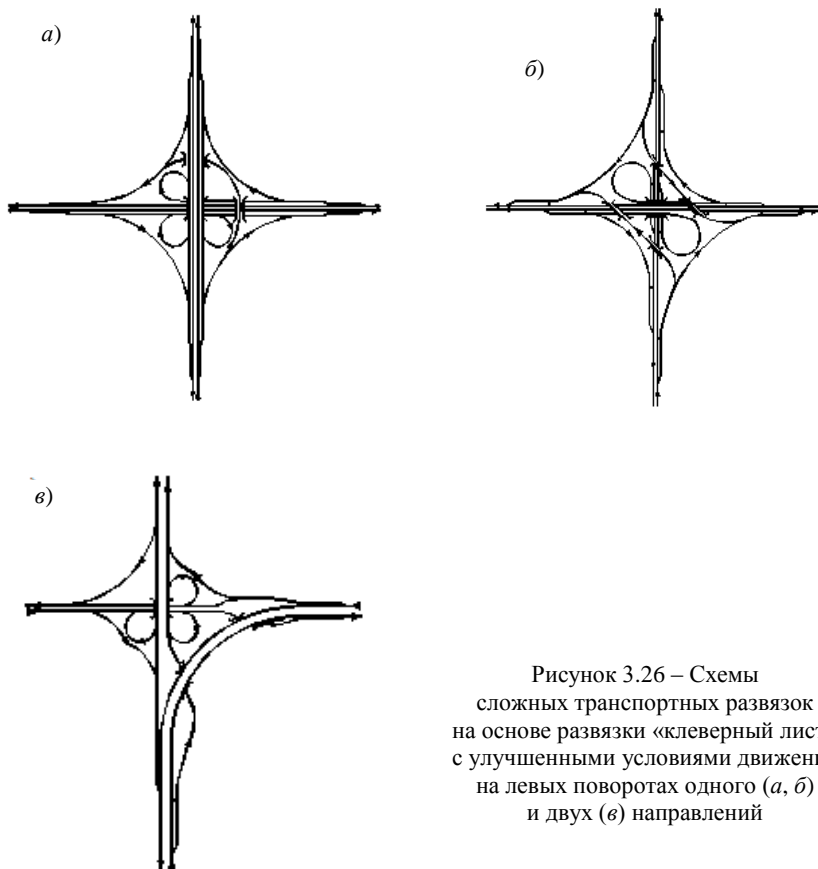 а)
б)
в)
Рисунок 3.26 – Схемы
сложных транспортных развязок
на основе развязки «клеверный лист
с улучшенными условиями движени
на левых поворотах одного (а, б)
и двух (в) направлений